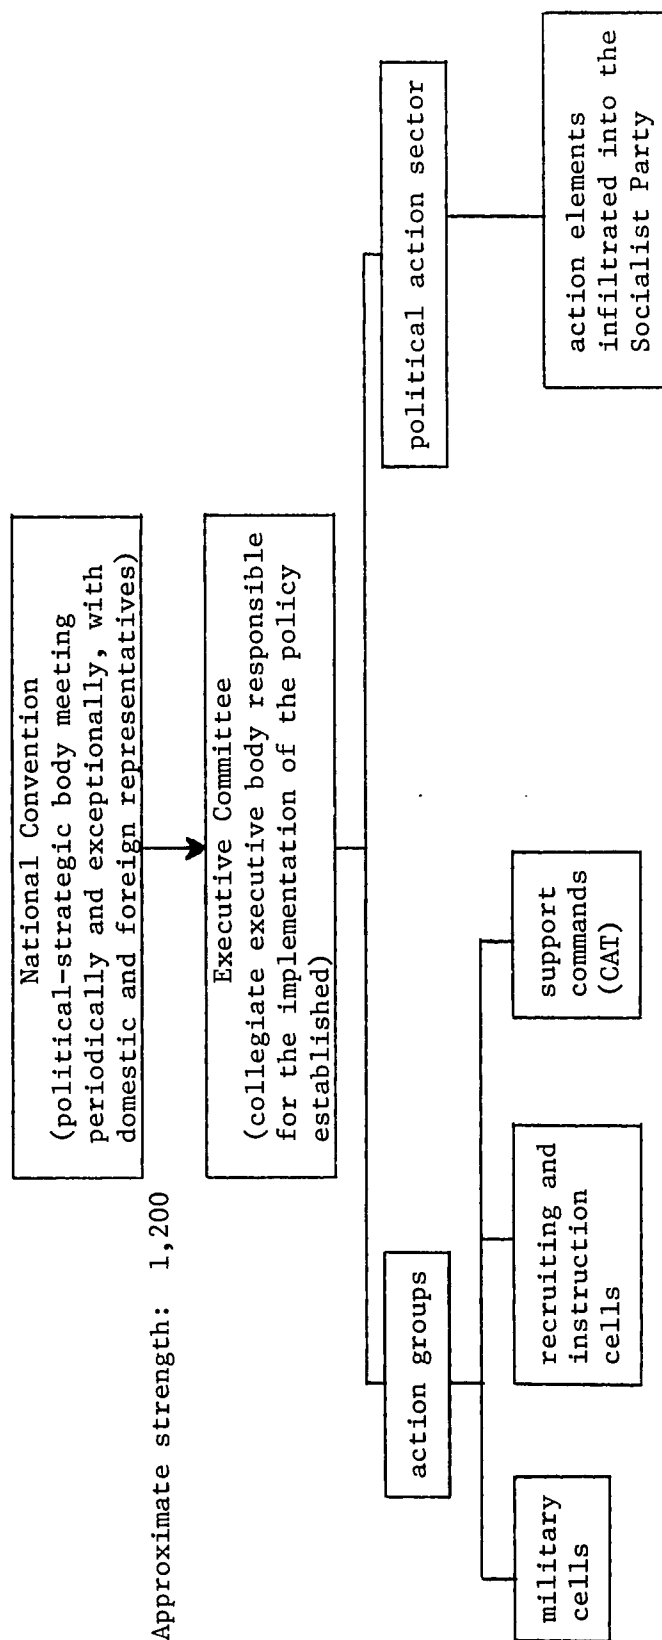 National Convention
(political-strategic body meeting
periodically and exceptionally, with
domestic and foreign representatives)
Approximate strength: 1,200
Executive Committee
(collegiate executive body responsible
for the implementation of the policy
established)
action groups
political action sector
military
cells
recruiting and
instruction
cells
support
commands
(CAT)
action elements
infiltrated into the
Socialist Party